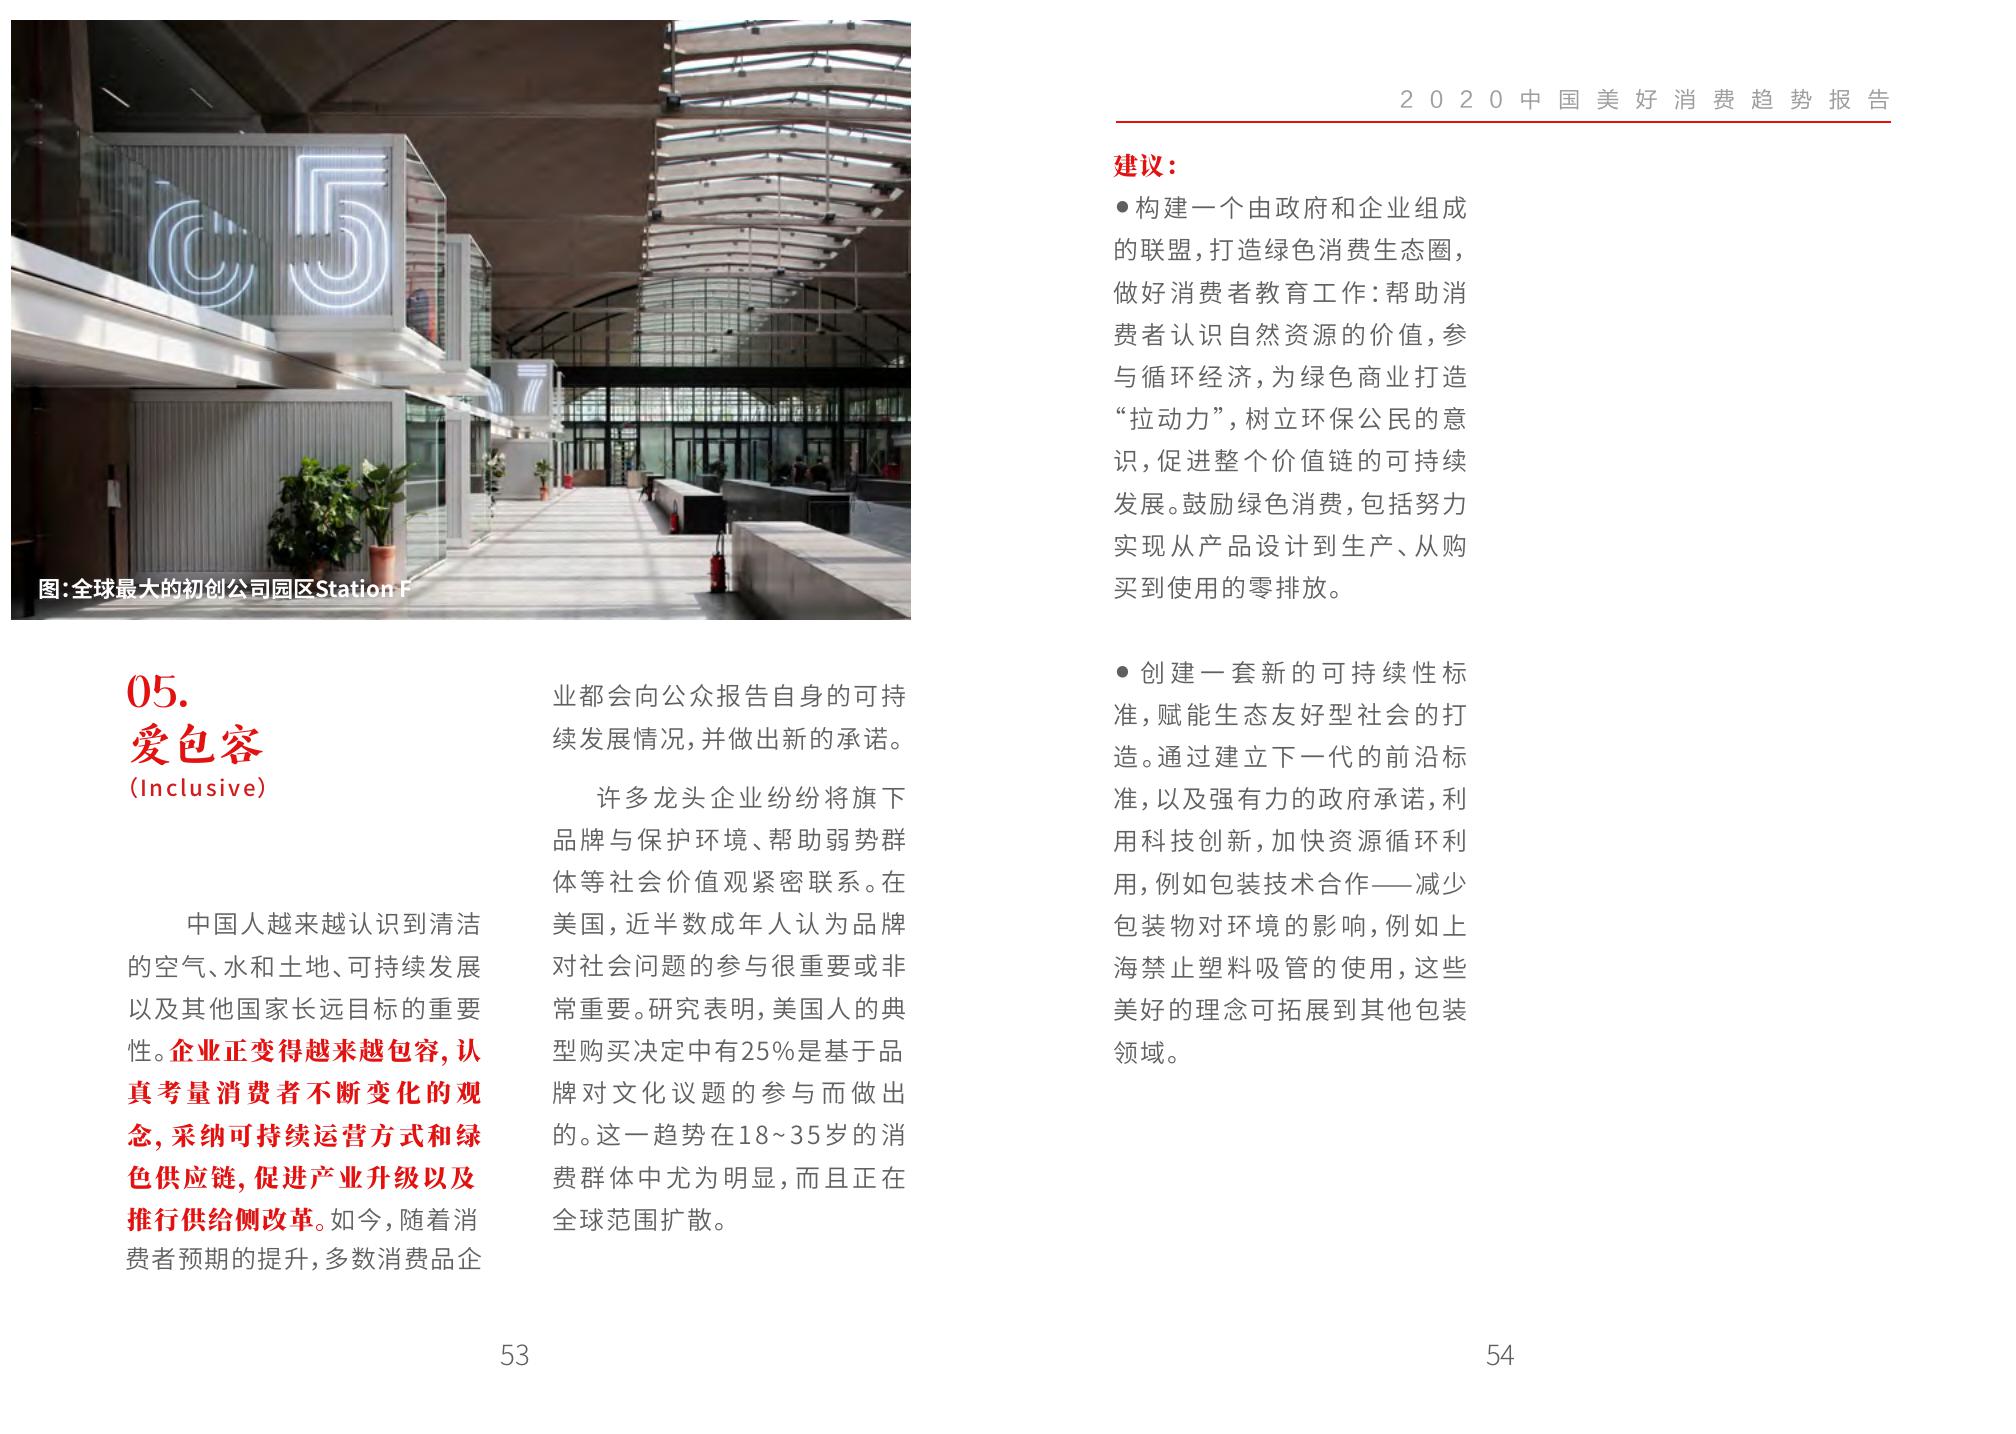 C5
7
图：全球最大的初创公司园区Station F
05.
爱包容
（Inclusive）
中国人越来越认识到清洁
的空气、水和土地、可持续发展
以及其他国家长远目标的重要
性。企业正变得越来越包容，认
真考量消费者不断变化的观
念，采纳可持续运营方式和绿
色供应链，促进产业升级以及
推行供给侧改革。如今，随着消
费者预期的提升，多数消费品企
业都会向公众报告自身的可持
续发展情况，并做出新的承诺。
许多龙头企业纷纷将旗下
品牌与保护环境、帮助弱势群
体等社会价值观紧密联系。在
美国，近半数成年人认为品牌
对社会问题的参与很重要或非
常重要。研究表明，美国人的典
型购买决定中有25%是基于品
牌对文化议题的参与而做出
的。这一趋势在18~35岁的消
费群体中尤为明显，而且正在
全球范围扩散。
53
2020中国美好消费趋势报告
建议：
●构建一个由政府和企业组成
的联盟，打造绿色消费生态圈，
做好消费者教育工作：帮助消
费者认识自然资源的价值，参
与循环经济，为绿色商业打造
“拉动力”，树立环保公民的意
识，促进整个价值链的可持续
发展。鼓励绿色消费，包括努力
实现从产品设计到生产、从购
买到使用的零排放。
●创建一套新的可持续性标
准，赋能生态友好型社会的打
造。通过建立下一代的前沿标
准，以及强有力的政府承诺，利
用科技创新，加快资源循环利
用，例如包装技术合作——减少
包装物对环境的影响，例如上
海禁止塑料吸管的使用，这些
美好的理念可拓展到其他包装
领域。
54